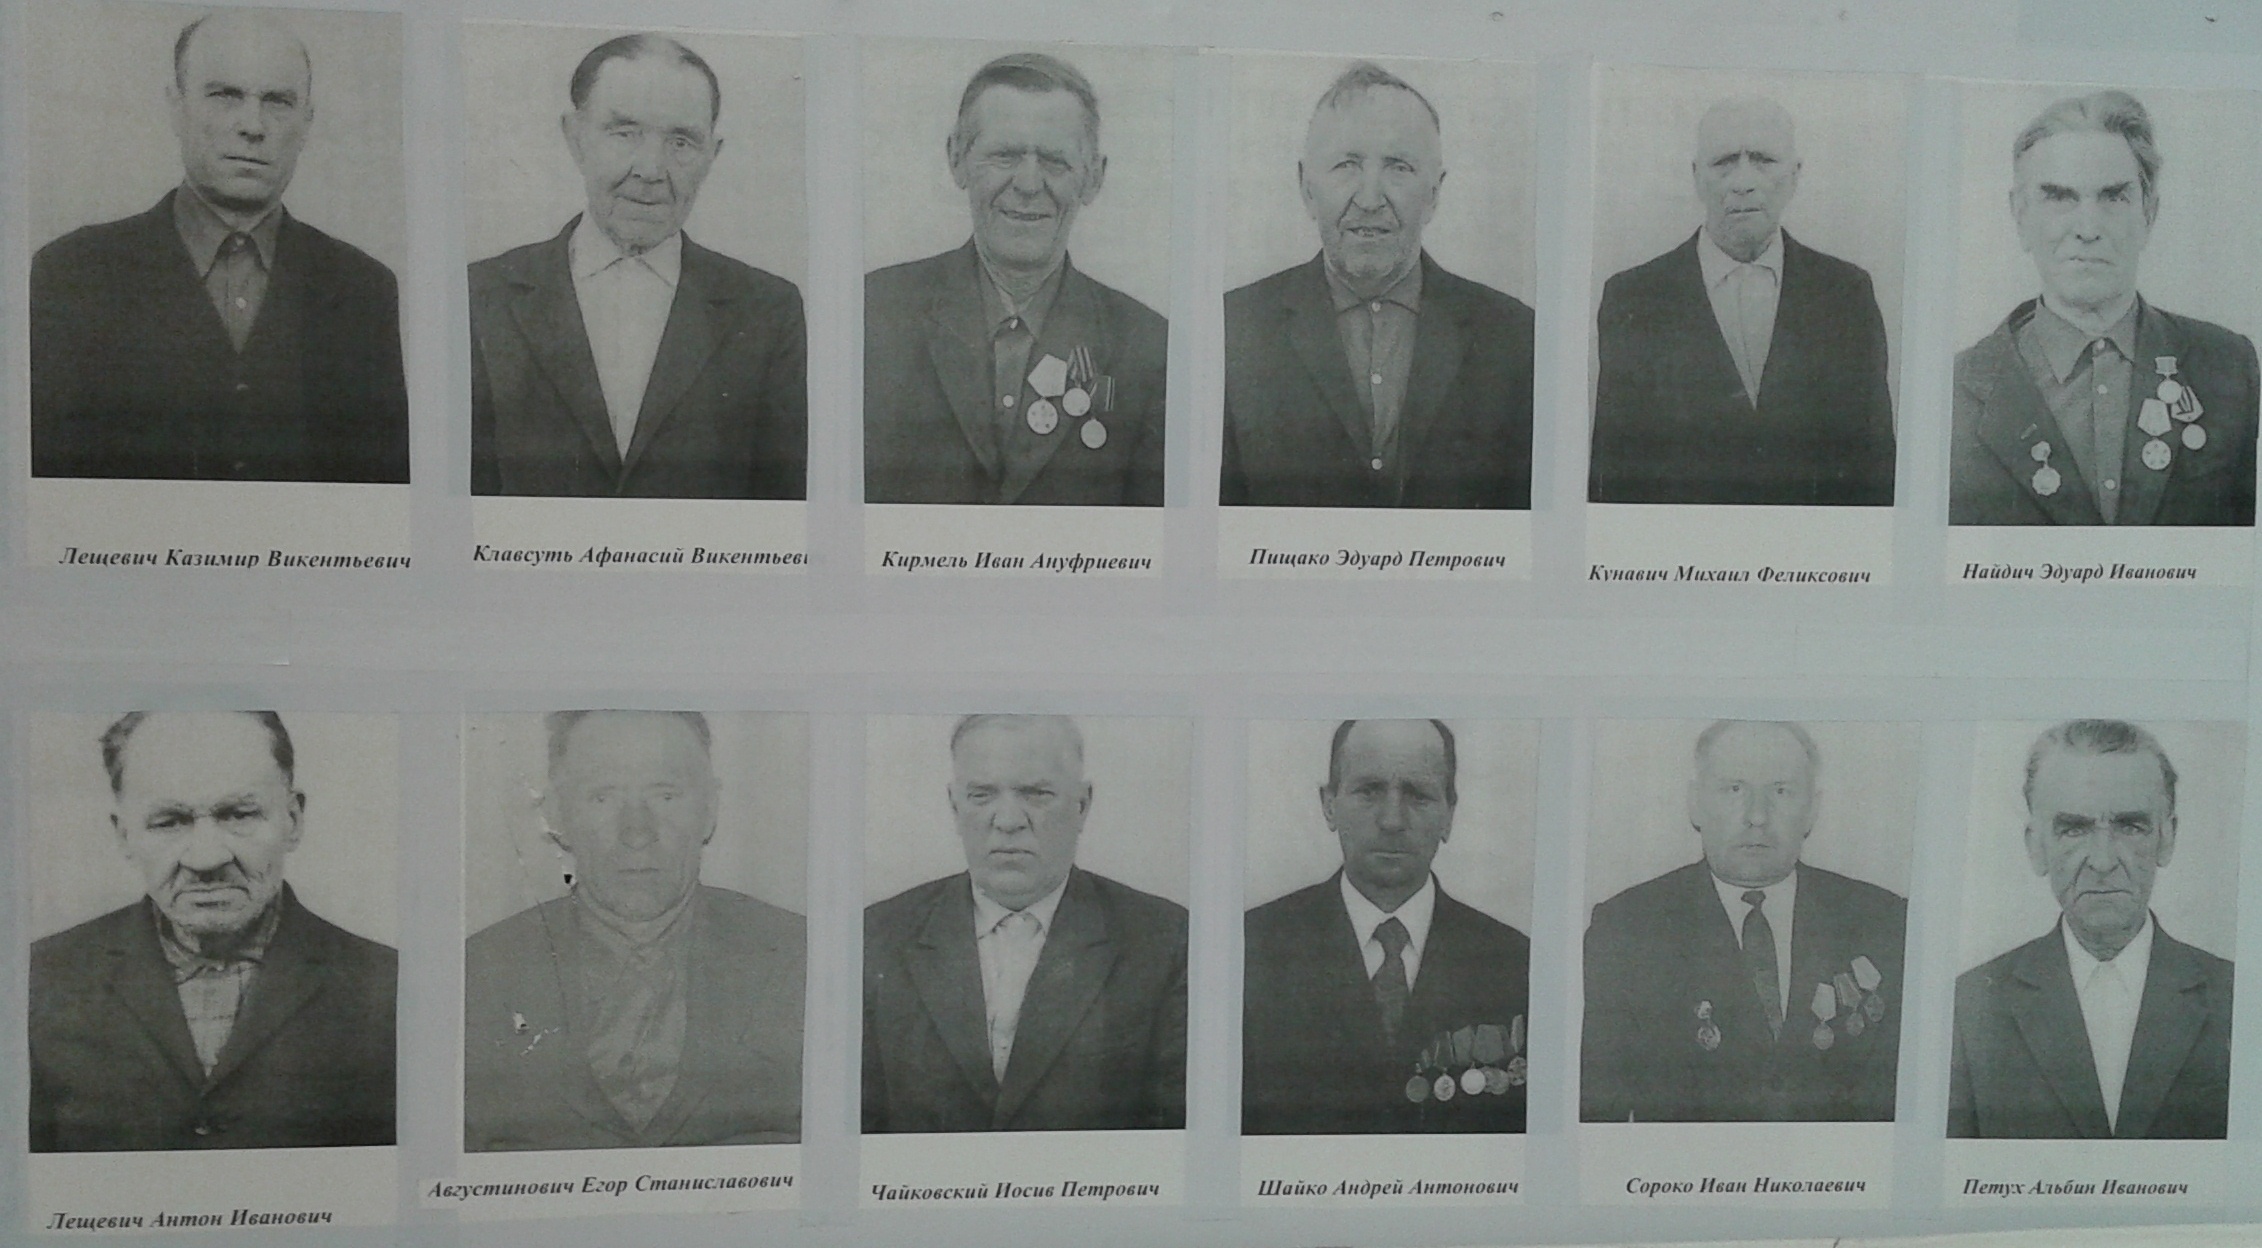 Лещевич Казимир Викентьевич
Клавсуть Афанасий Викентьеви
Кирмель Иван Ануфриевич
Пищако Эдуард Петрович
Кунавич Михаил Феликсович
Найдич Эдуард Иванович
Лещевич Антон Иванович
Августинович Егор Станиславович
Чайковский Иосив Петрович
Шайко Андрей Антонович
Сороко Иван Николаевич
Петух Альбин Иванович